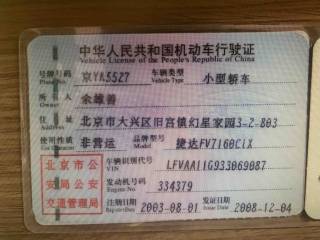 中华人民共和国机动车行驶证
Vehicle License of the People's Republic of China
号牌号码 京YA5527 车辆类型 小型轿车
Plate No. Vehicle Type
所有人 余雄善
Owner
住址 北京市大兴区旧宫镇幻星家园3-2-803
Address
使用性质 非营运 品牌型号 捷达FV7160CIX
Use Character Model
北京市公安局公安交通管理局
车辆识别代号 LFVAA11G933069087
VIN
发动机号码 334379
Engine No.
注册日期 2003-08-01 发证日期 2008-12-04
Register Date Issue Date